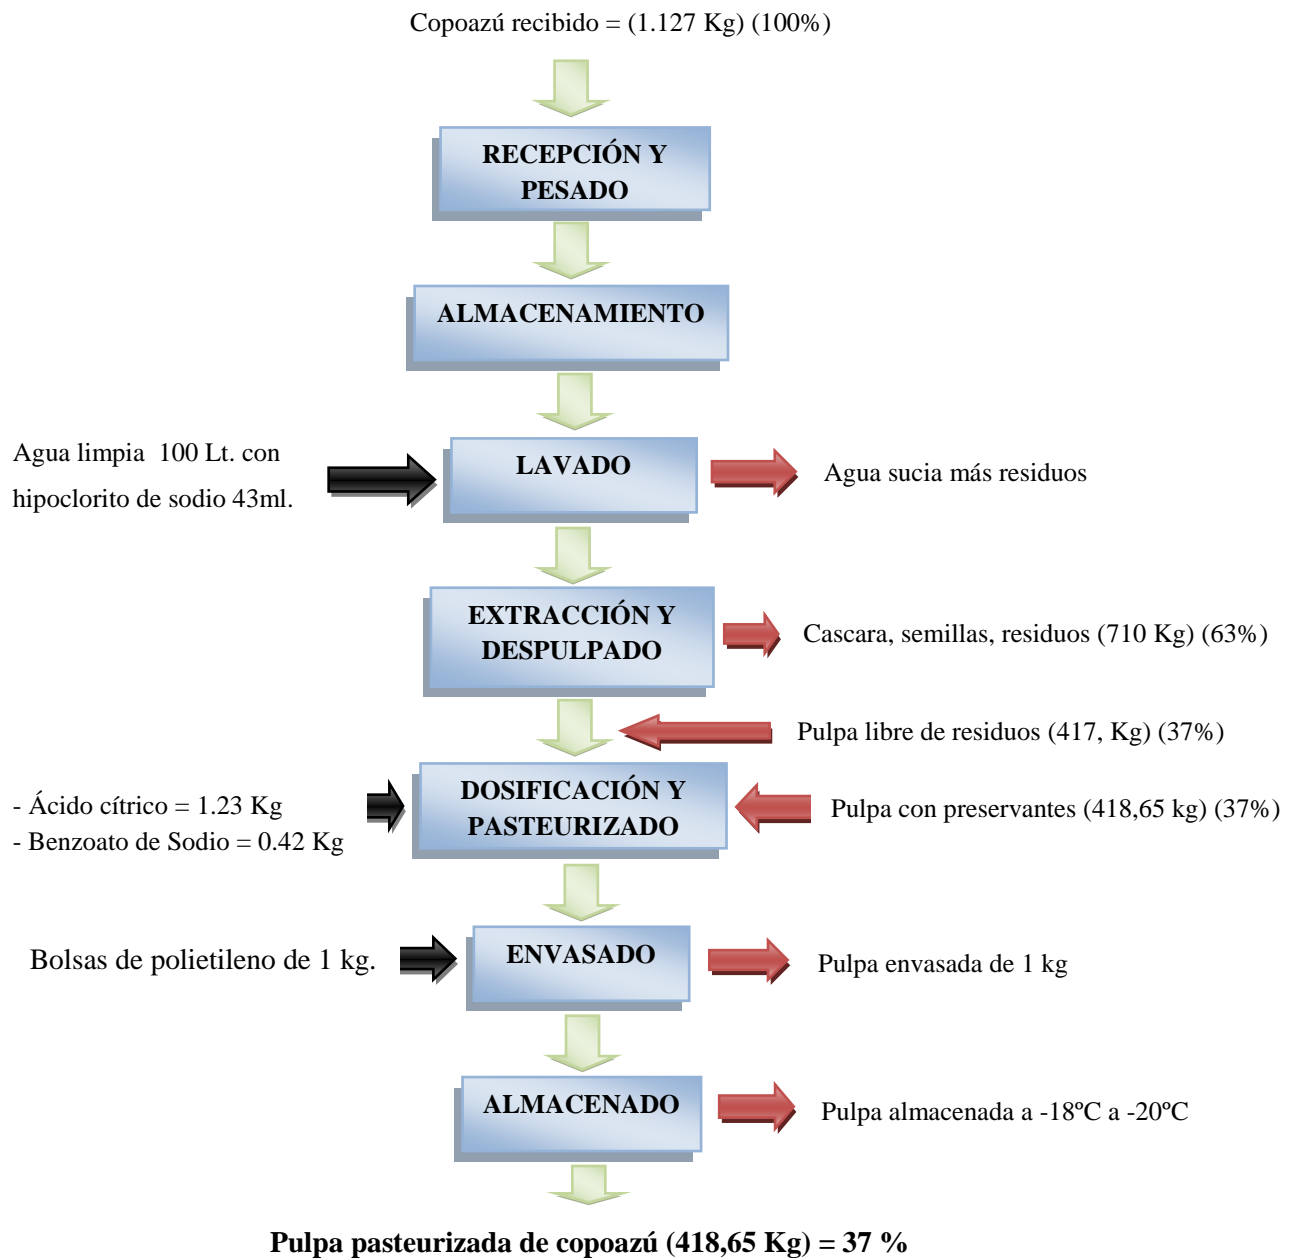 Copoazú recibido = (1.127 Kg) (100%)
RECEPCIÓN Y
PESADO
ALMACENAMIENTO
Agua limpia  100 Lt. con
hipoclorito de sodio 43ml.
LAVADO
Agua sucia más residuos
EXTRACCIÓN Y
DESPULPADO
Cascara, semillas, residuos (710 Kg) (63%)
Pulpa libre de residuos (417, Kg) (37%)
- Ácido cítrico = 1.23 Kg
- Benzoato de Sodio = 0.42 Kg
DOSIFICACIÓN Y
PASTEURIZADO
Pulpa con preservantes (418,65 kg) (37%)
Bolsas de polietileno de 1 kg.
ENVASADO
Pulpa envasada de 1 kg
ALMACENADO
Pulpa almacenada a -18ºC a -20ºC
Pulpa pasteurizada de copoazú (418,65 Kg) = 37 %